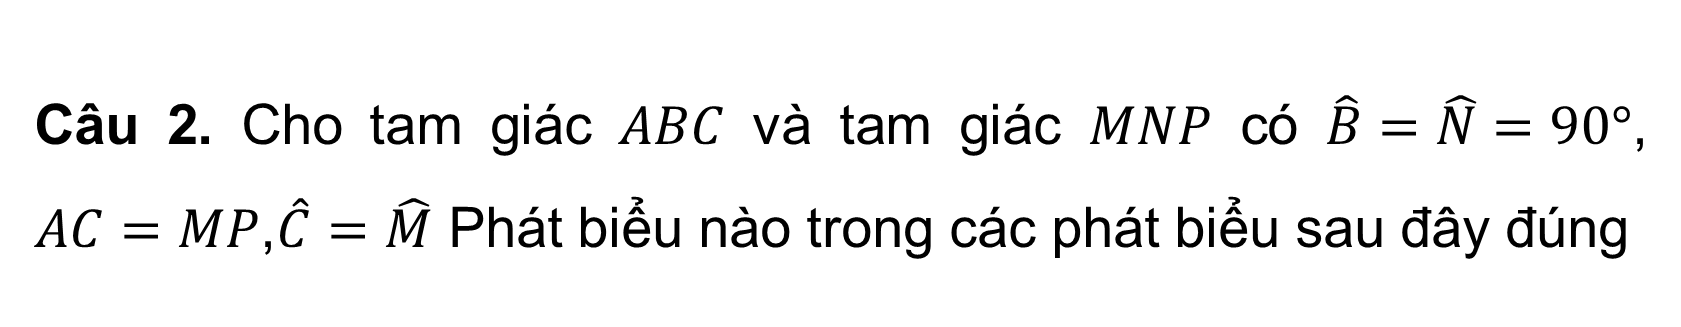 Câu 2. Cho tam giác ABC và tam giác MNP có B̂ = N̂ = 90°,
AC = MP,Ĉ = M̂ Phát biểu nào trong các phát biểu sau đây đúng